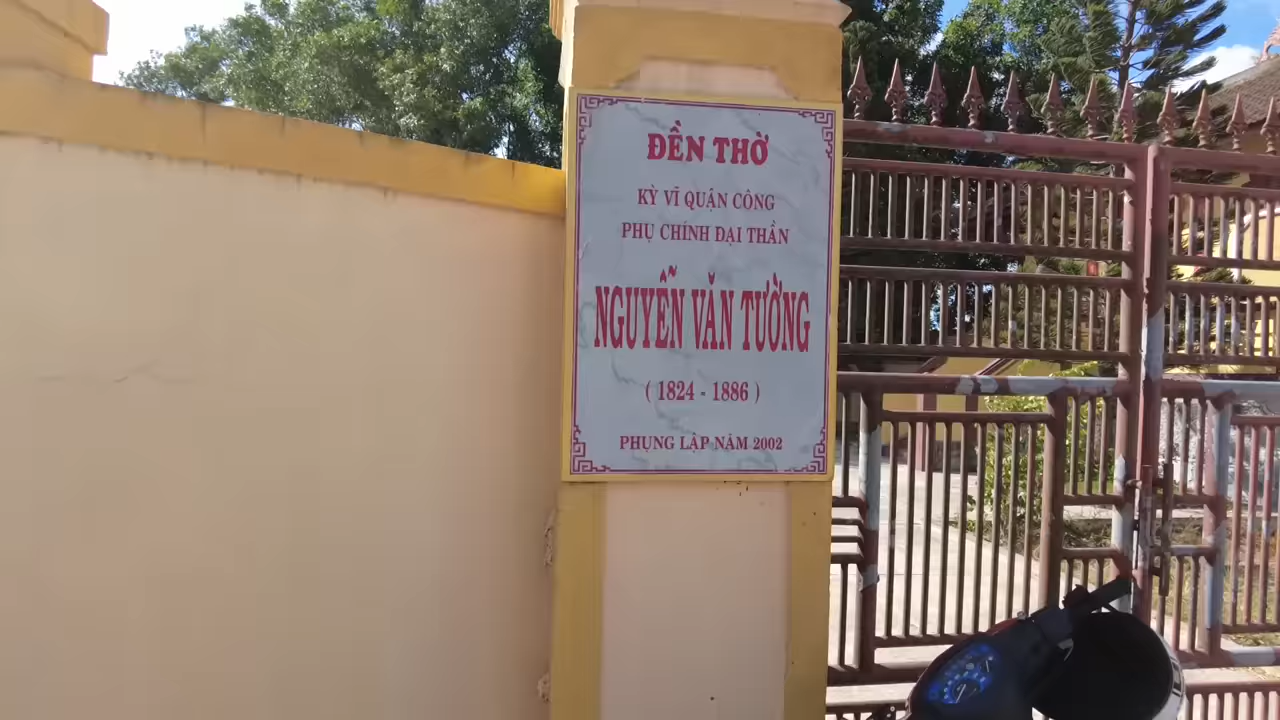 ĐỀN THỜ
KỲ VĨ QUẬN CÔNG
PHỤ CHÍNH ĐẠI THẦN
NGUYỄN VĂN TƯỜNG
( 1824 - 1886 )
PHỤNG LẬP NĂM 2002